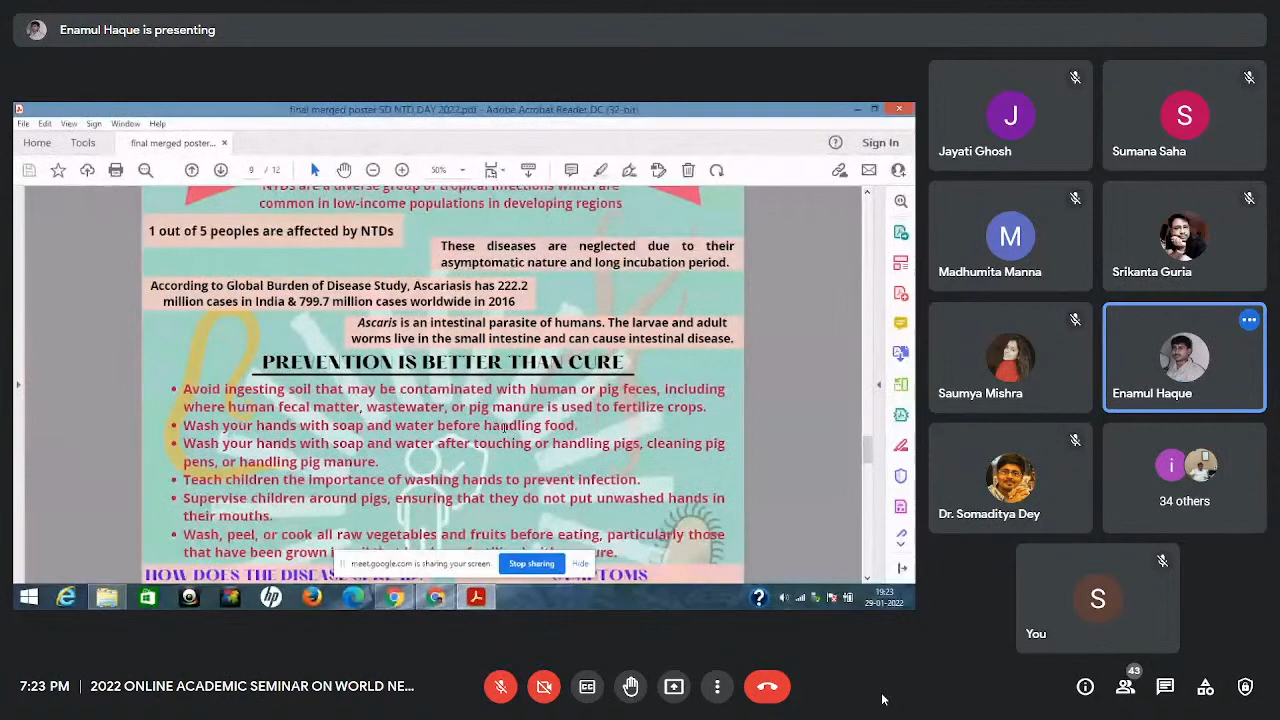 Enamul Haque is presenting
final merged poster SD NTD DAY 2022.pdf - Adobe Acrobat Reader DC (32-bit)
File Edit View Sign Window Help
Home Tools final merged poster... × Sign In
9 / 12 50%
NTDs are a diverse group of tropical infections which are
common in low-income populations in developing regions
1 out of 5 peoples are affected by NTDs
These diseases are neglected due to their
asymptomatic nature and long incubation period.
According to Global Burden of Disease Study, Ascariasis has 222.2
million cases in India & 799.7 million cases worldwide in 2016
Ascaris is an intestinal parasite of humans. The larvae and adult
worms live in the small intestine and can cause intestinal disease.
PREVENTION IS BETTER THAN CURE
• Avoid ingesting soil that may be contaminated with human or pig feces, including
where human fecal matter, wastewater, or pig manure is used to fertilize crops.
• Wash your hands with soap and water before handling food.
• Wash your hands with soap and water after touching or handling pigs, cleaning pig
pens, or handling pig manure.
• Teach children the importance of washing hands to prevent infection.
• Supervise children around pigs, ensuring that they do not put unwashed hands in
their mouths.
• Wash, peel, or cook all raw vegetables and fruits before eating, particularly those
that have been grown
HOW DOES THE DISEASE SYMPTOMS
meet.google.com is sharing your screen. Stop sharing Hide
hp
19:23
29-01-2022
J
Jayati Ghosh
S
Sumana Saha
M
Madhumita Manna
Srikanta Guria
Saumya Mishra
Enamul Haque
Dr. Somaditya Dey
i
34 others
S
You
7:23 PM | 2022 ONLINE ACADEMIC SEMINAR ON WORLD NE...
43